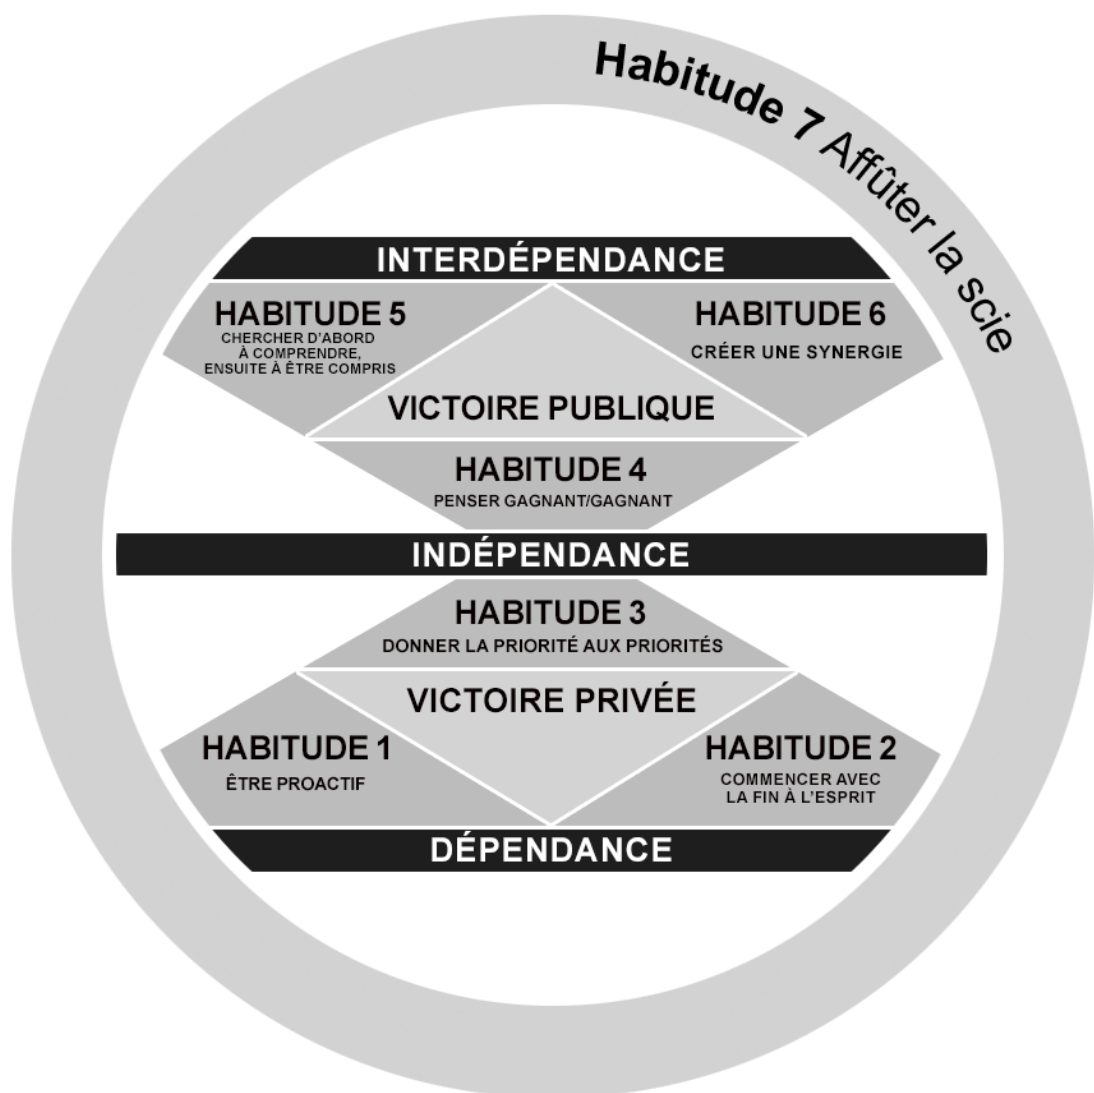 Habitude 7 Affûter la scie
INTERDÉPENDANCE
HABITUDE 5
CHERCHER D'ABORD
À COMPRENDRE,
ENSUITE À ÊTRE COMPRIS
HABITUDE 6
CRÉER UNE SYNERGIE
VICTOIRE PUBLIQUE
HABITUDE 4
PENSER GAGNANT/GAGNANT
INDÉPENDANCE
HABITUDE 3
DONNER LA PRIORITÉ AUX PRIORITÉS
VICTOIRE PRIVÉE
HABITUDE 1
ÊTRE PROACTIF
HABITUDE 2
COMMENCER AVEC
LA FIN À L'ESPRIT
DÉPENDANCE